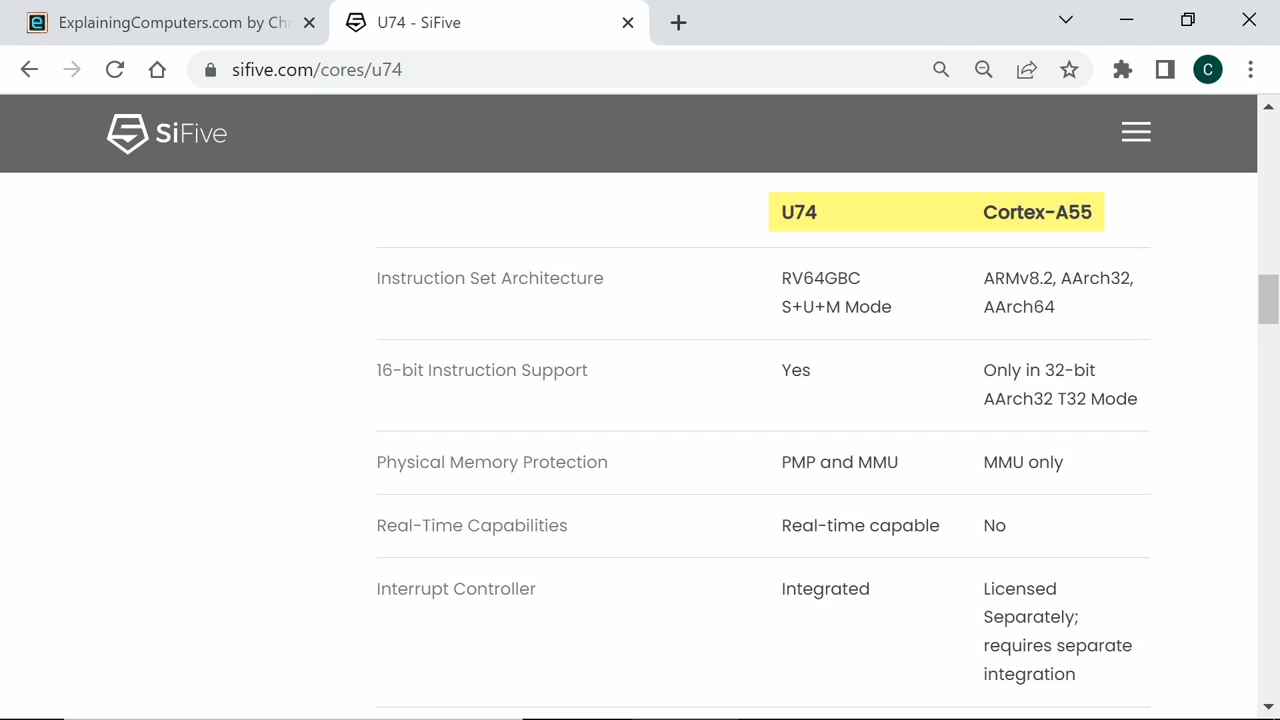 ExplainingComputers.com by Ch
U74 - SiFive
sifive.com/cores/u74
C
SiFive
U74 Cortex-A55
Instruction Set Architecture RV64GBC ARMv8.2, AArch32,
S+U+M Mode AArch64
16-bit Instruction Support Yes Only in 32-bit
AArch32 T32 Mode
Physical Memory Protection PMP and MMU MMU only
Real-Time Capabilities Real-time capable No
Interrupt Controller Integrated Licensed
Separately;
requires separate
integration